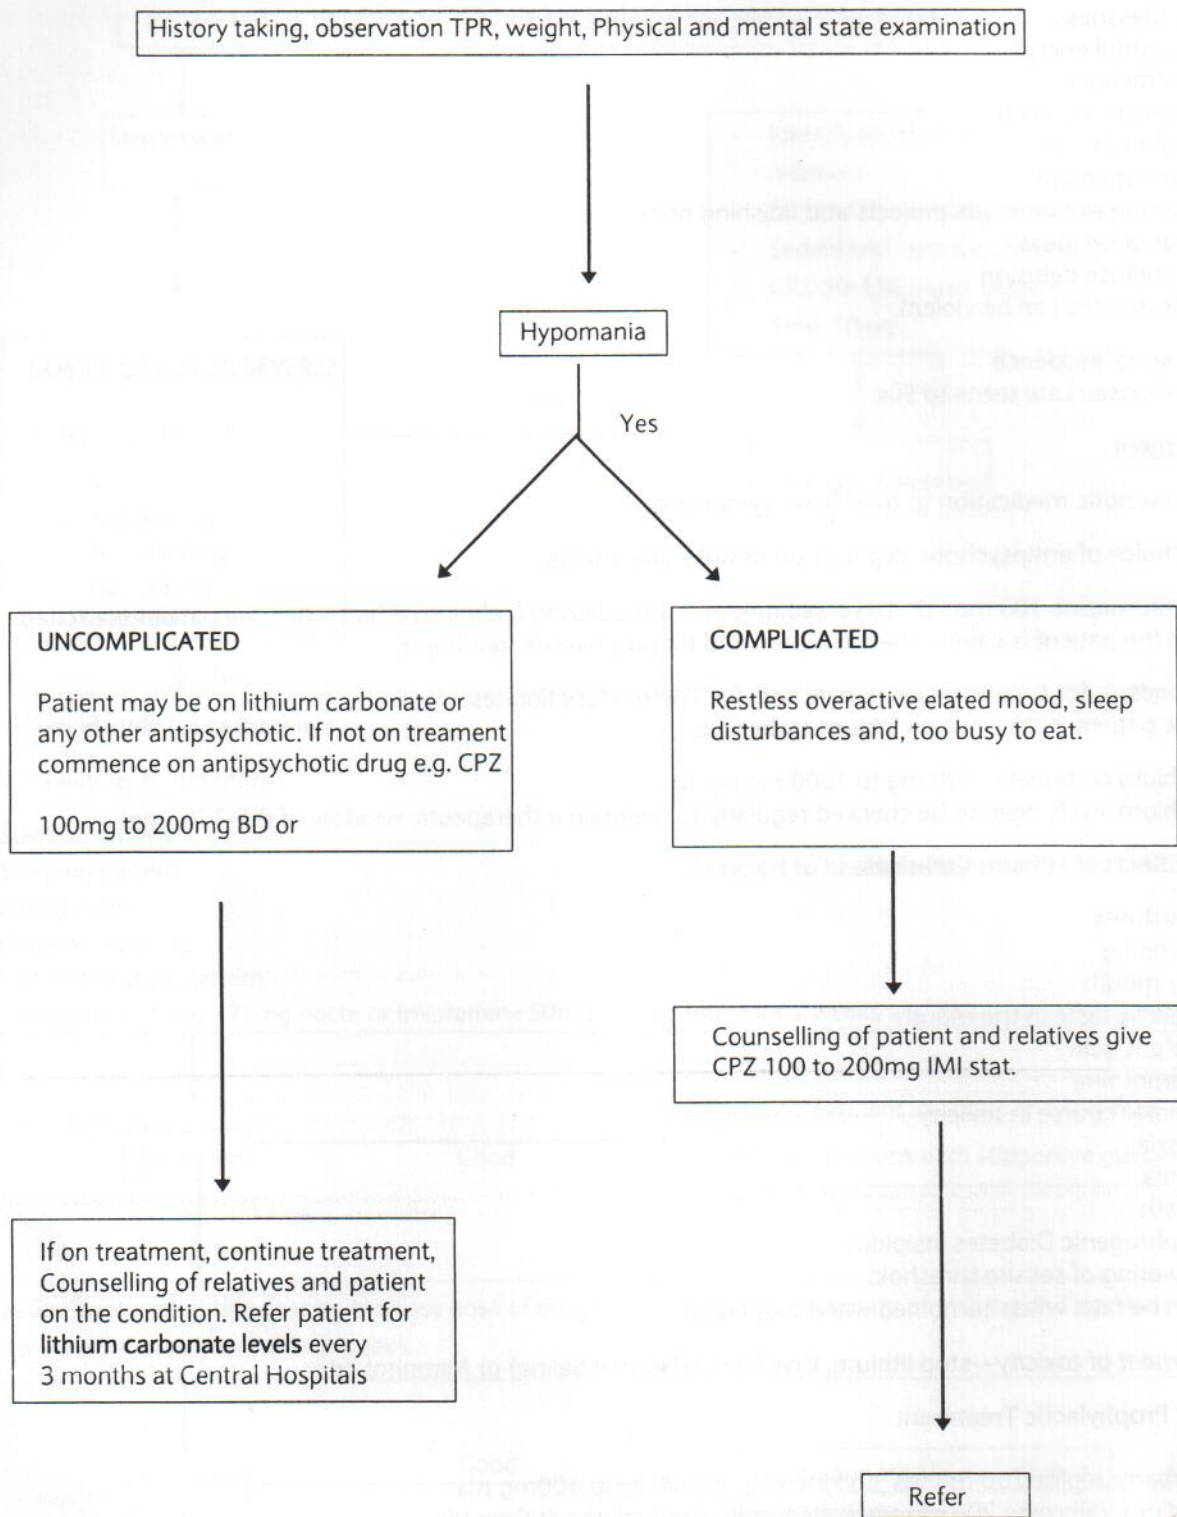 History taking, observation TPR, weight, Physical and mental state examination
Hypomania
Yes
UNCOMPLICATED
Patient may be on lithium carbonate or
any other antipsychotic. If not on treament
commence on antipsychotic drug e.g. CPZ
100mg to 200mg BD or
COMPLICATED
Restless overactive elated mood, sleep
disturbances and, too busy to eat.
Counselling of patient and relatives give
CPZ 100 to 200mg IMI stat.
If on treatment, continue treatment,
Counselling of relatives and patient
on the condition. Refer patient for
lithium carbonate levels every
3 months at Central Hospitals
Refer